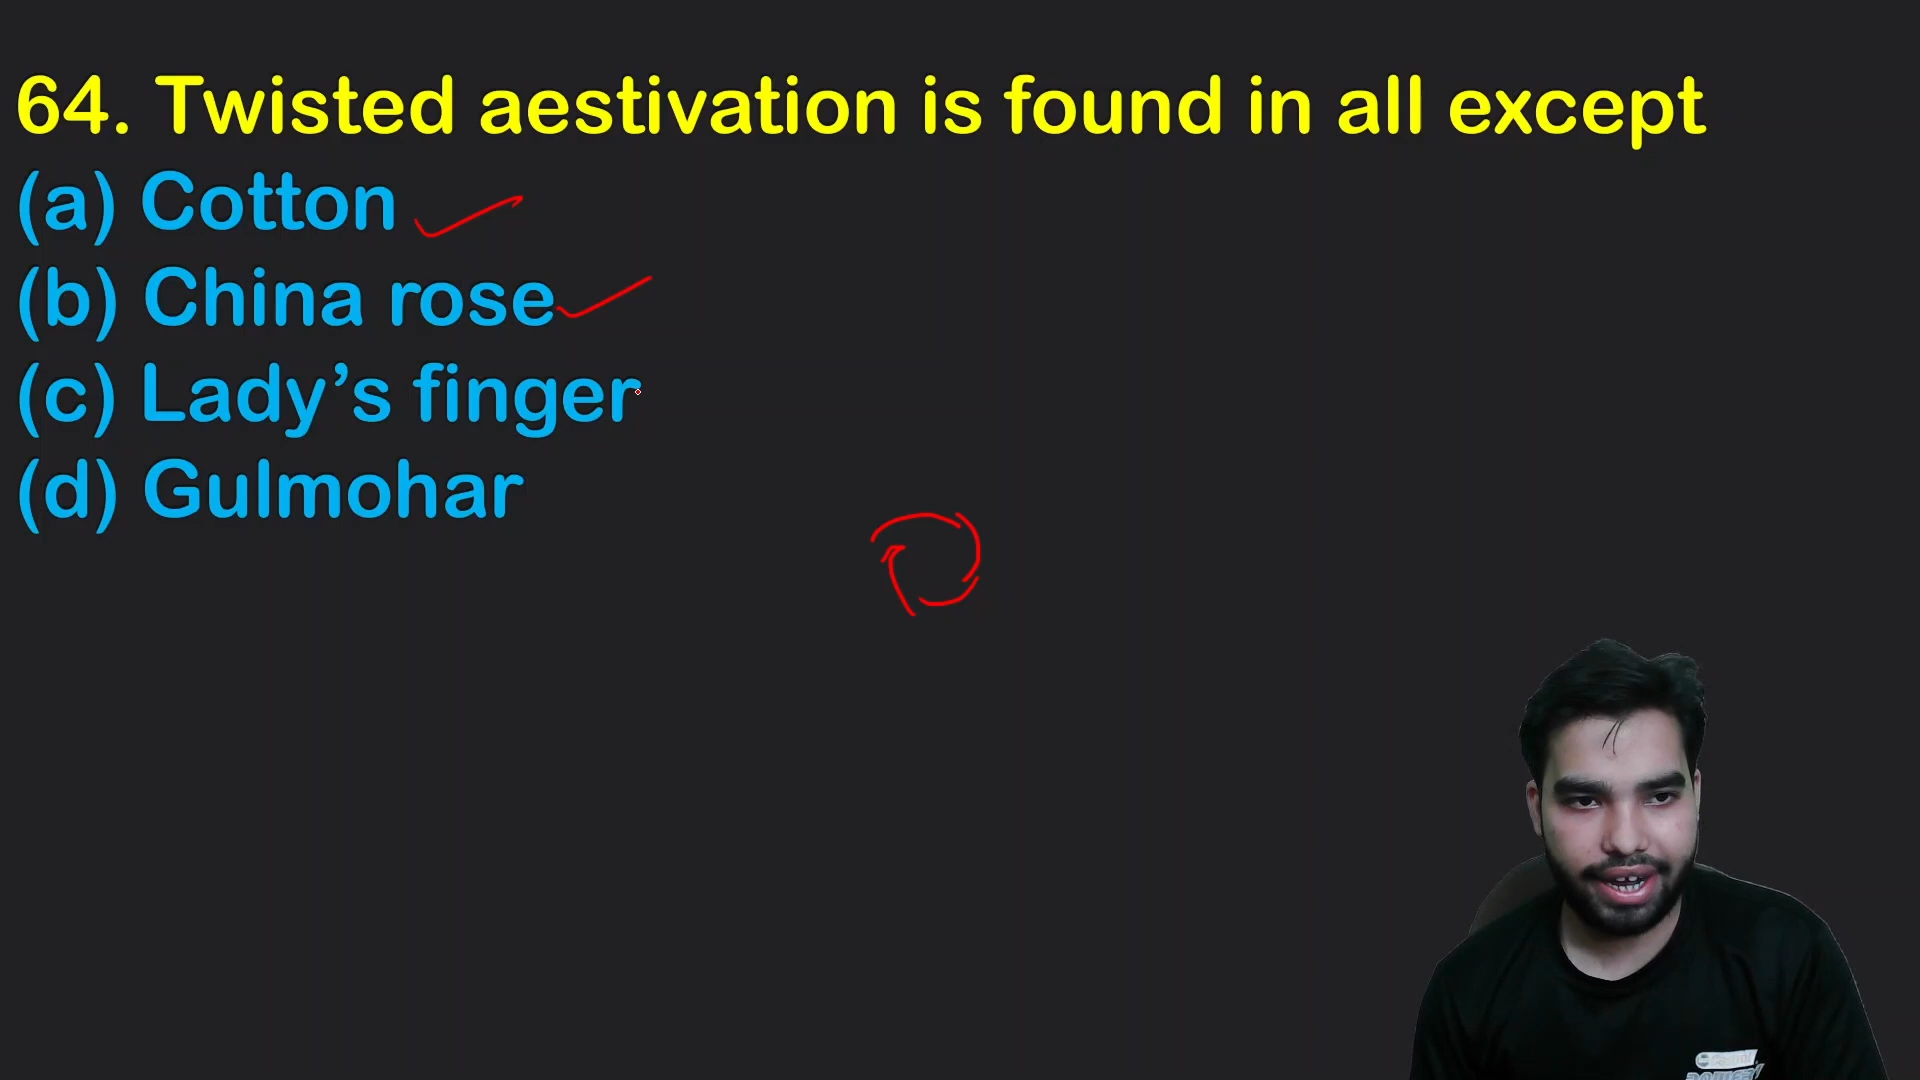 64. Twisted aestivation is found in all except
(a) Cotton
(b) China rose
(c) Lady’s finger
(d) Gulmohar